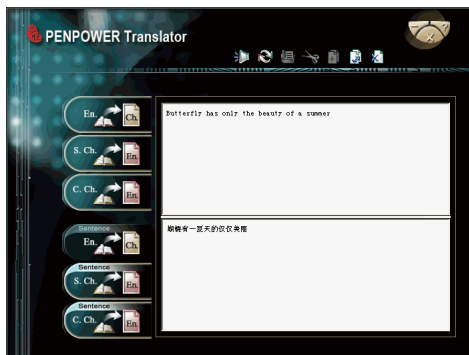 PENPOWER Translator
En. Ch.
S. Ch. En.
C. Ch. En.
Sentence
En. Ch.
Sentence
S. Ch. En.
Sentence
C. Ch. En.
Butterfly has only the beauty of a summer
蝴蝶有一夏天的仅仅美丽